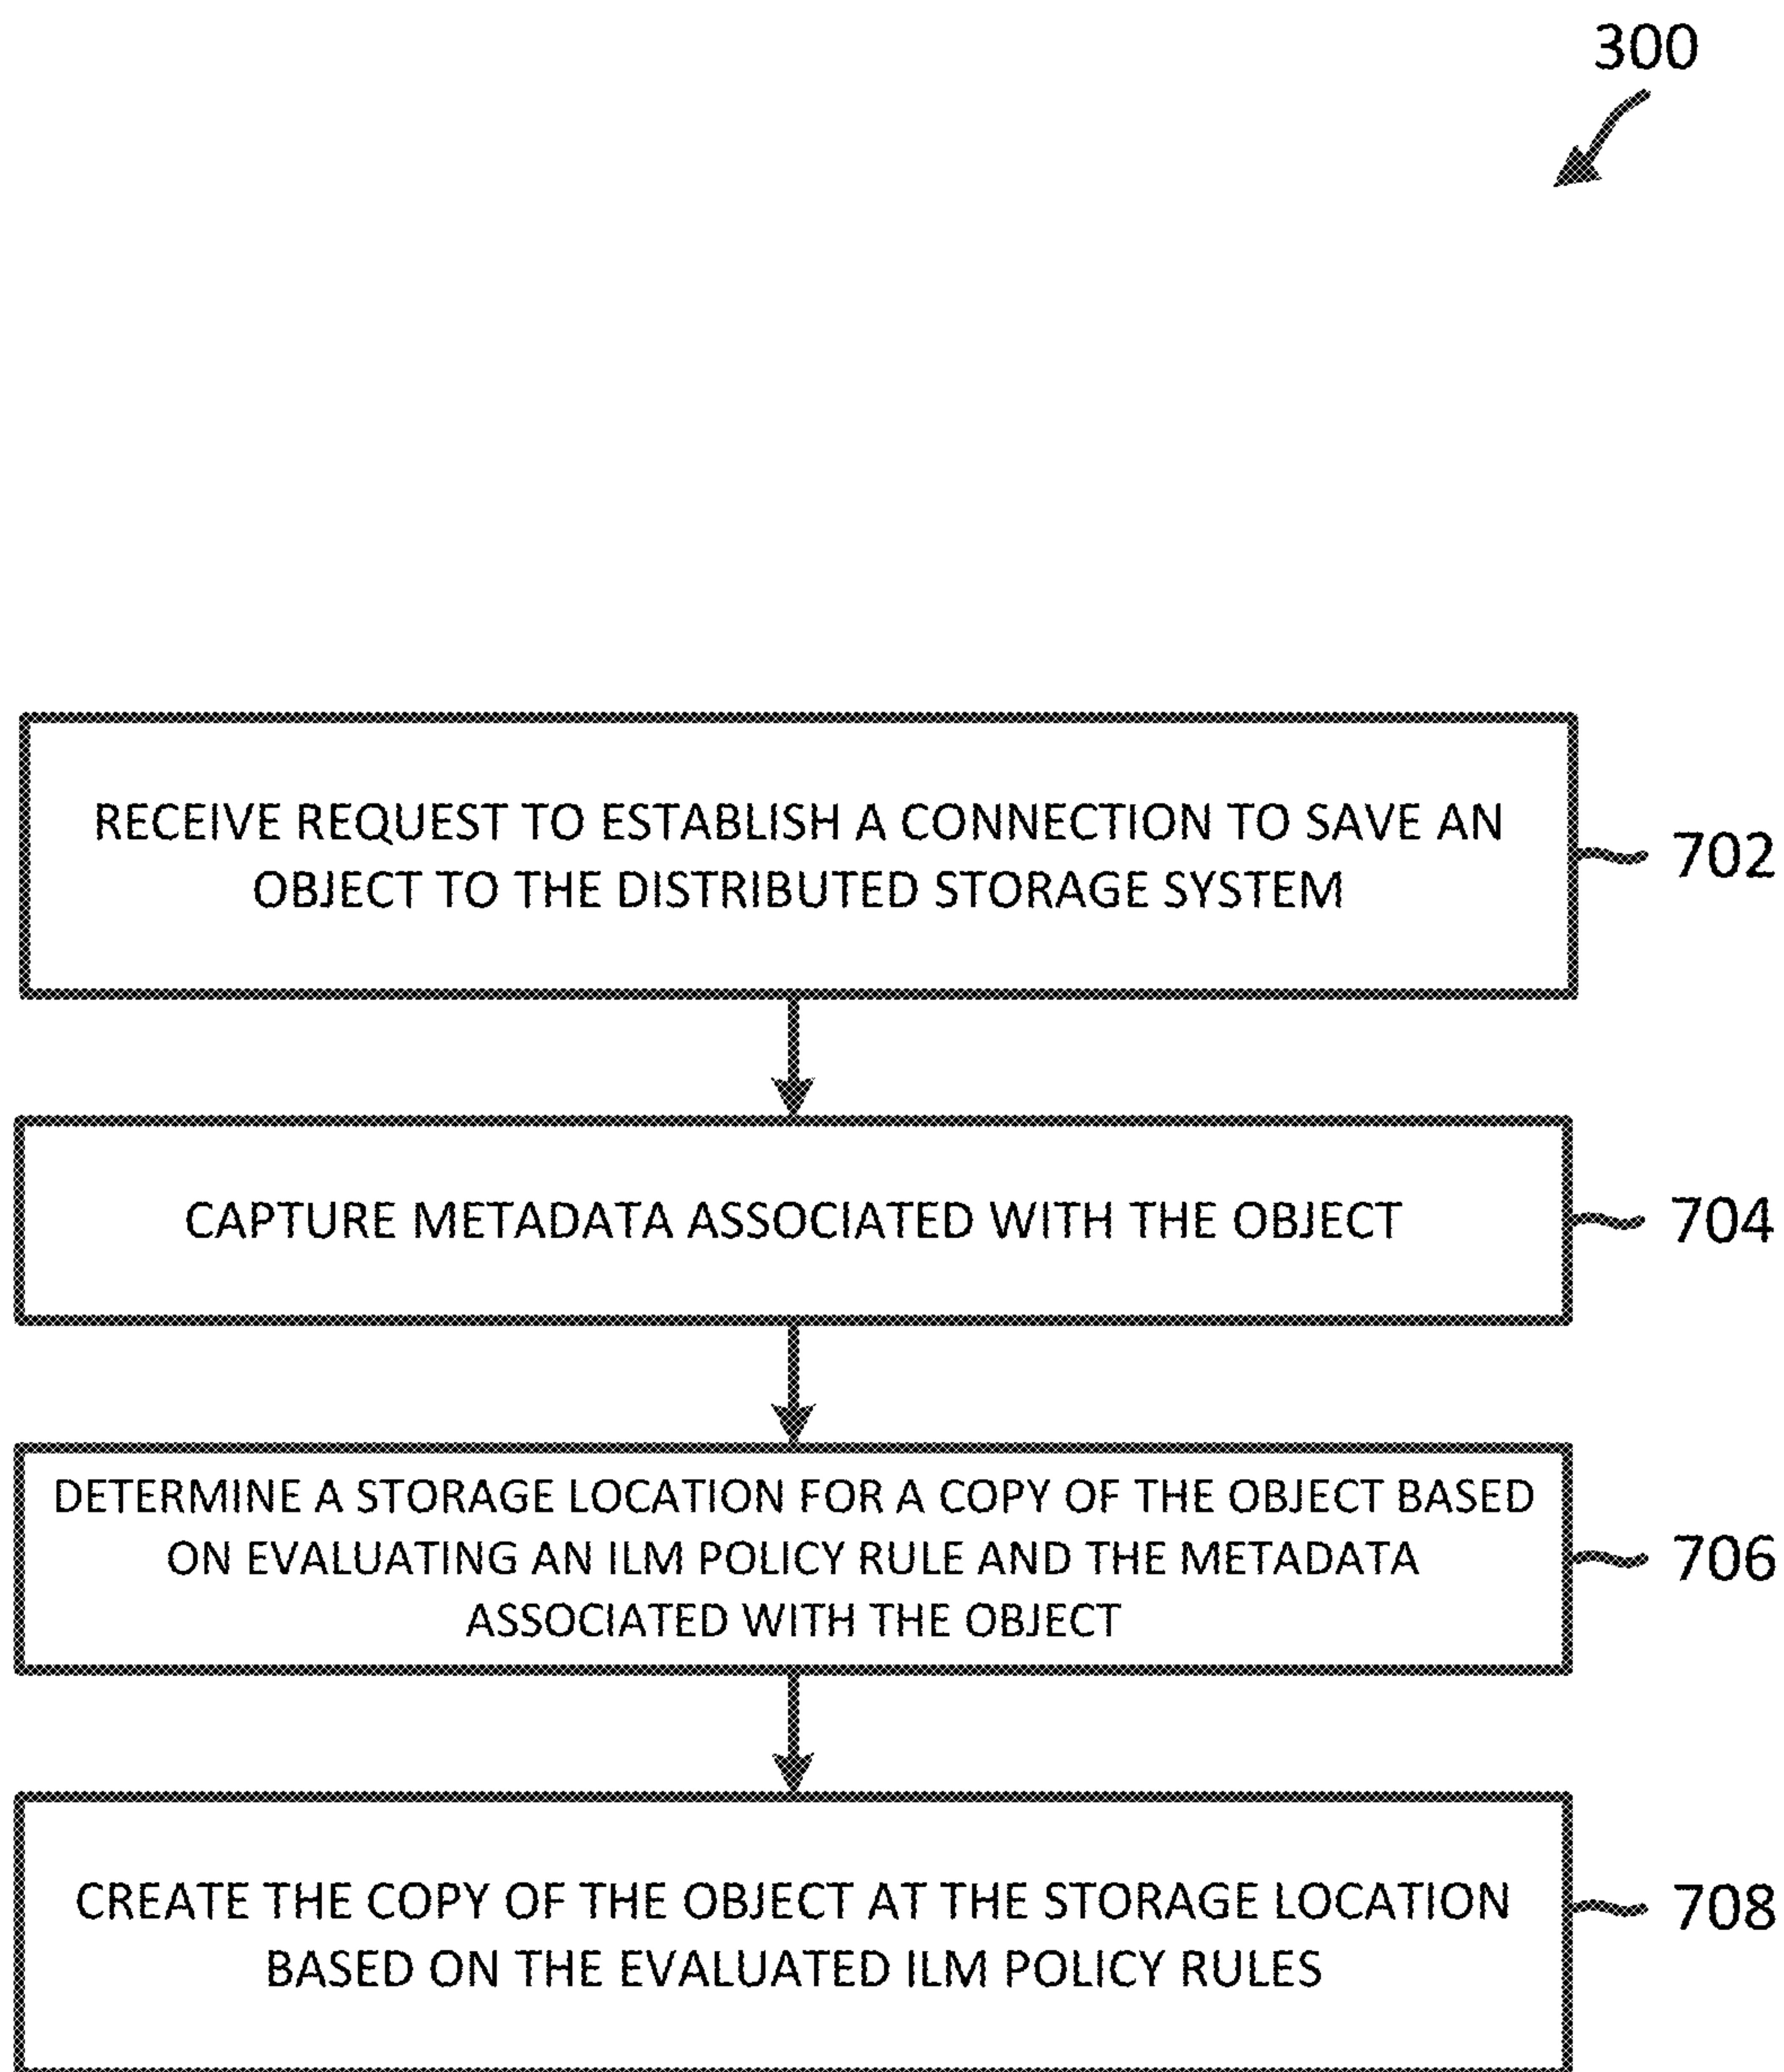 300
RECEIVE REQUEST TO ESTABLISH A CONNECTION TO SAVE AN
OBJECT TO THE DISTRIBUTED STORAGE SYSTEM
702
CAPTURE METADATA ASSOCIATED WITH THE OBJECT
704
DETERMINE A STORAGE LOCATION FOR A COPY OF THE OBJECT BASED
ON EVALUATING AN ILM POLICY RULE AND THE METADATA
ASSOCIATED WITH THE OBJECT
706
CREATE THE COPY OF THE OBJECT AT THE STORAGE LOCATION
BASED ON THE EVALUATED ILM POLICY RULES
708